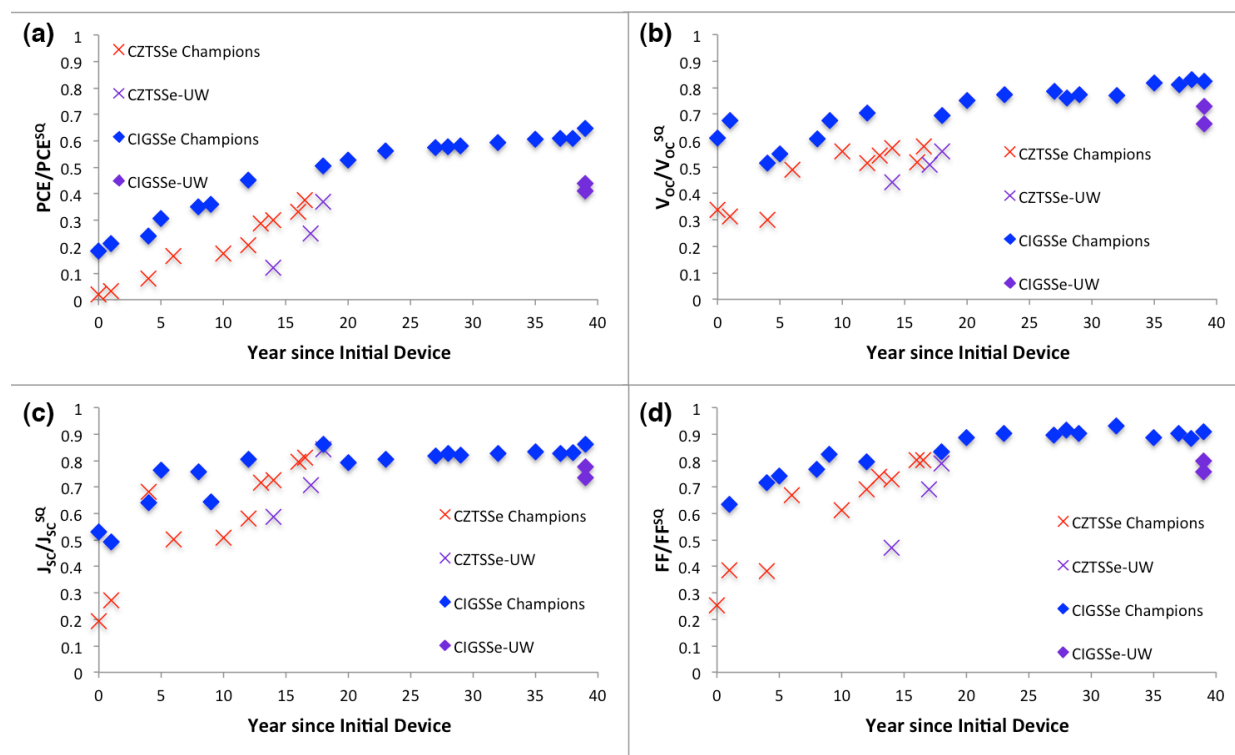 (a)
CZTSSe Champions
CZTSSe-UW
CIGSSe Champions
CIGSSe-UW
PCE/PCE^SQ
1
0.9
0.8
0.7
0.6
0.5
0.4
0.3
0.2
0.1
0
0 5 10 15 20 25 30 35 40
Year since Initial Device
(b)
CZTSSe Champions
CZTSSe-UW
CIGSSe Champions
CIGSSe-UW
V_OC/V_OC^SQ
1
0.9
0.8
0.7
0.6
0.5
0.4
0.3
0.2
0.1
0
0 5 10 15 20 25 30 35 40
Year since Initial Device
(c)
CZTSSe Champions
CZTSSe-UW
CIGSSe Champions
CIGSSe-UW
J_SC/J_SC^SQ
1
0.9
0.8
0.7
0.6
0.5
0.4
0.3
0.2
0.1
0
0 5 10 15 20 25 30 35 40
Year since Initial Device
(d)
CZTSSe Champions
CZTSSe-UW
CIGSSe Champions
CIGSSe-UW
FF/FF^SQ
1
0.9
0.8
0.7
0.6
0.5
0.4
0.3
0.2
0.1
0
0 5 10 15 20 25 30 35 40
Year since Initial Device